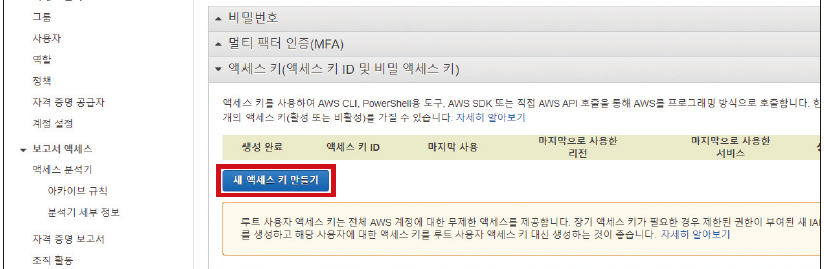 그룹
사용자
역할
정책
자격 증명 공급자
계정 설정
보고서 액세스
액세스 분석기
아카이브 규칙
분석기 세부 정보
자격 증명 보고서
조직 활동
비밀번호
멀티 팩터 인증(MFA)
액세스 키(액세스 키 ID 및 비밀 액세스 키)
액세스 키를 사용하여 AWS CLI, PowerShell용 도구, AWS SDK 또는 직접 AWS API 호출을 통해 AWS를 프로그래밍 방식으로 호출합니다.
개의 액세스 키(활성 또는 비활성)를 가질 수 있습니다. 자세히 알아보기
생성 완료 액세스 키 ID 마지막 사용 마지막으로 사용한 마지막으로 사용한
리전 서비스
새 액세스 키 만들기
루트 사용자 액세스 키는 전체 AWS 계정에 대한 무제한 액세스를 제공합니다. 장기 액세스 키가 필요한 경우 제한된 권한이 부여된 새
를 생성하고 해당 사용자에 대한 액세스 키를 루트 사용자 액세스 키 대신 생성하는 것이 좋습니다. 자세히 알아보기